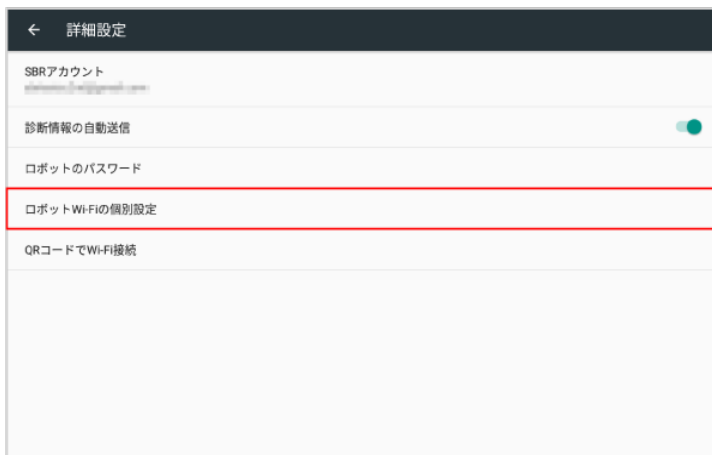 詳細設定
SBRアカウント
診断情報の自動送信
ロボットのパスワード
ロボットWi-Fiの個別設定
QRコードでWi-Fi接続